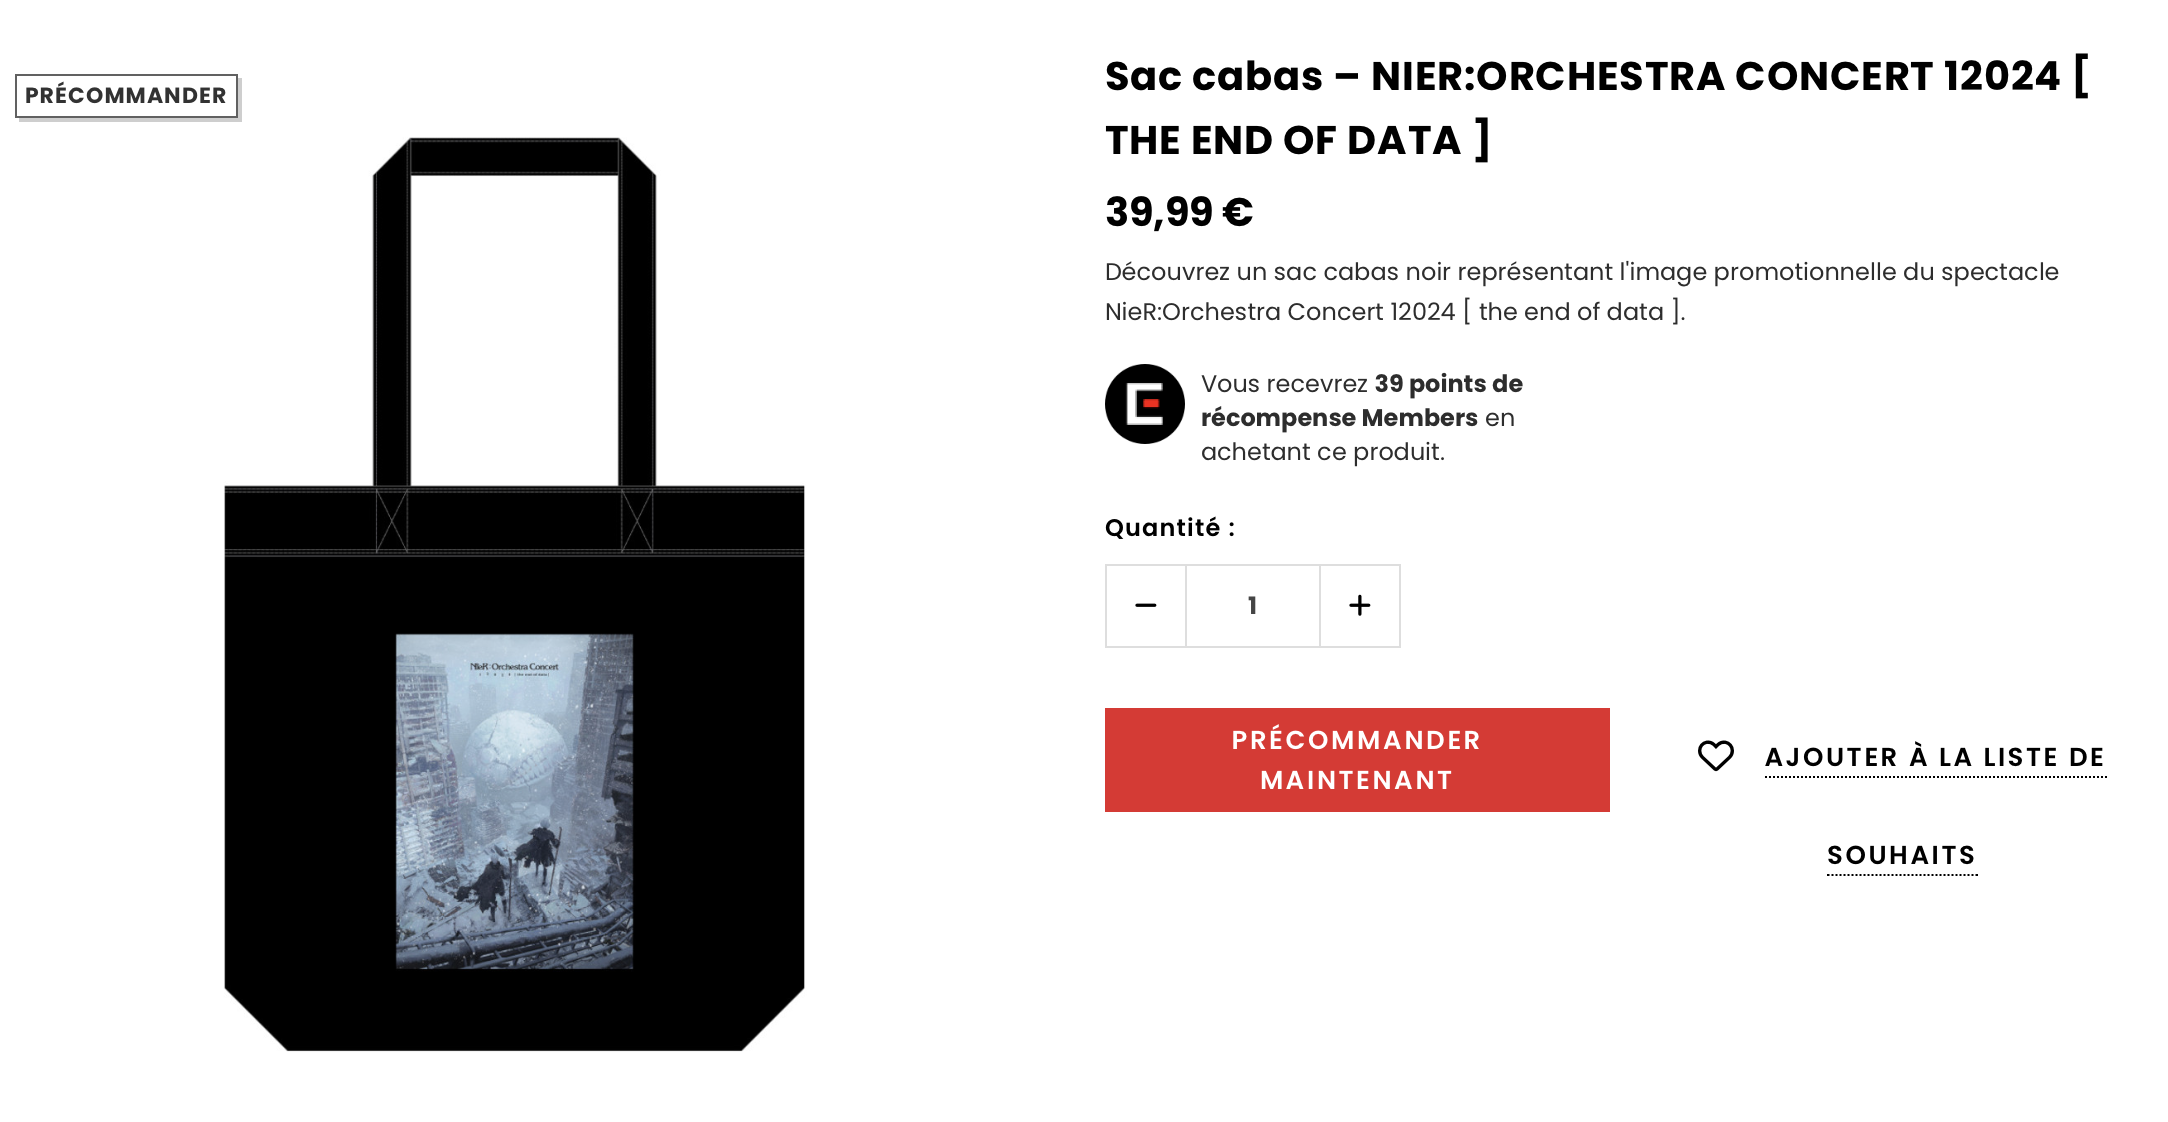 PRÉCOMMANDER
NieR:Orchestra Concert
Sac cabas – NIER:ORCHESTRA CONCERT 12024 [
THE END OF DATA ]
39,99 €
Découvrez un sac cabas noir représentant l'image promotionnelle du spectacle
NieR:Orchestra Concert 12024 [ the end of data ].
Vous recevrez 39 points de
récompense Members en
achetant ce produit.
Quantité :
− 1 +
PRÉCOMMANDER
MAINTENANT
AJOUTER À LA LISTE DE
SOUHAITS